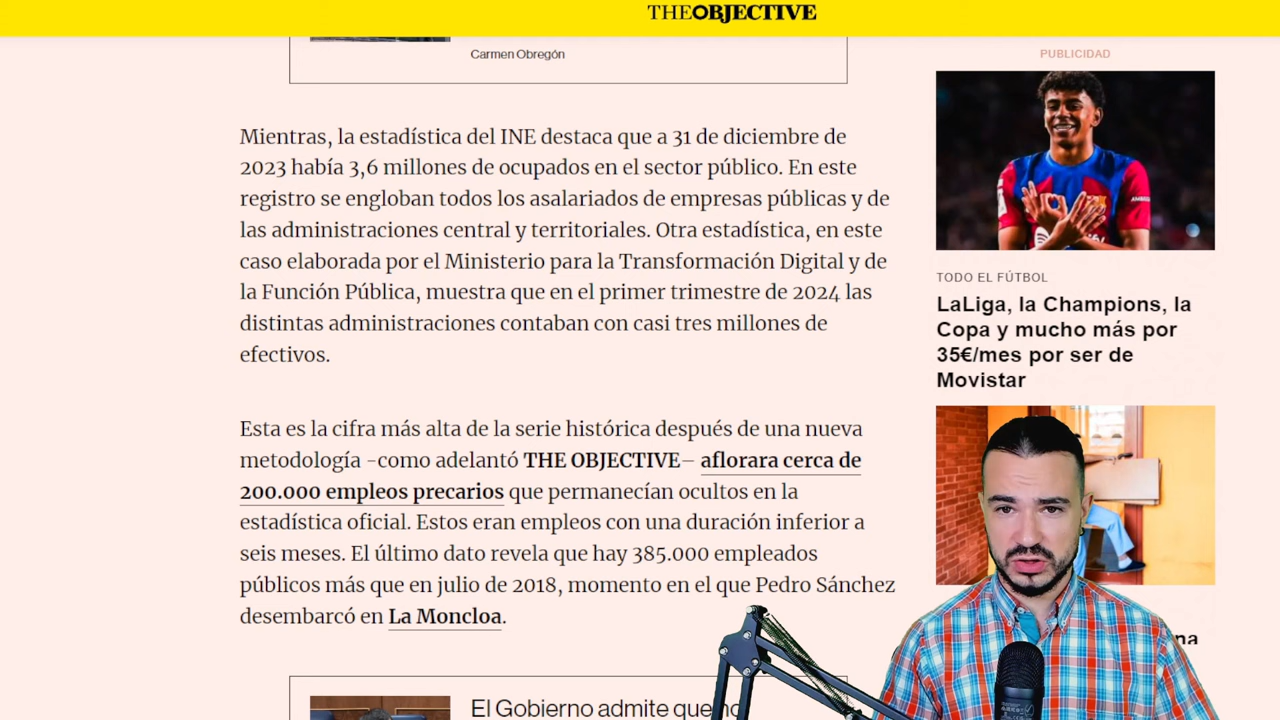 THEOBJECTIVE
Carmen Obregón
Mientras, la estadística del INE destaca que a 31 de diciembre de
2023 había 3,6 millones de ocupados en el sector público. En este
registro se engloban todos los asalariados de empresas públicas y de
las administraciones central y territoriales. Otra estadística, en este
caso elaborada por el Ministerio para la Transformación Digital y de
la Función Pública, muestra que en el primer trimestre de 2024 las
distintas administraciones contaban con casi tres millones de
efectivos.
Esta es la cifra más alta de la serie histórica después de una nueva
metodología -como adelantó THE OBJECTIVE– aflorara cerca de
200.000 empleos precarios que permanecían ocultos en la
estadística oficial. Estos eran empleos con una duración inferior a
seis meses. El último dato revela que hay 385.000 empleados
públicos más que en julio de 2018, momento en el que Pedro Sánchez
desembarcó en La Moncloa.
El Gobierno admite que no
PUBLICIDAD
TODO EL FÚTBOL
LaLiga, la Champions, la
Copa y mucho más por
35€/mes por ser de
Movistar